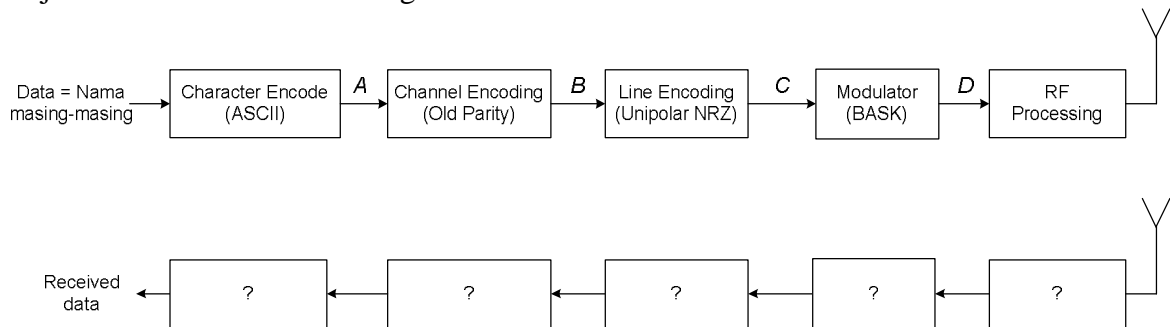 Data = Nama
masing-masing
Character Encode
(ASCII)
A
Channel Encoding
(Old Parity)
B
Line Encoding
(Unipolar NRZ)
C
Modulator
(BASK)
D
RF
Processing
Received
data
?
?
?
?
?